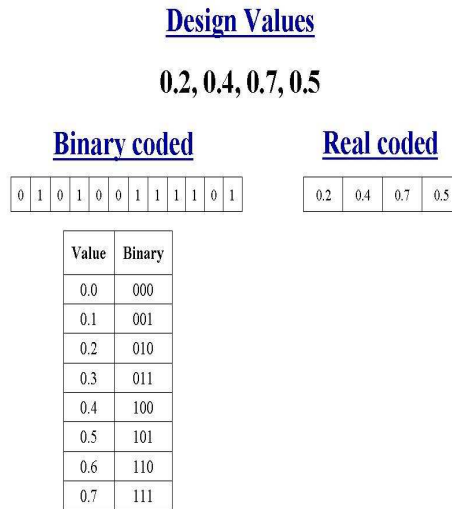 Design Values
0.2, 0.4, 0.7, 0.5
Binary coded
Real coded
0 1 0 1 0 0 1 1 1 1 0 1
0.2 0.4 0.7 0.5
Value Binary
0.0 000
0.1 001
0.2 010
0.3 011
0.4 100
0.5 101
0.6 110
0.7 111